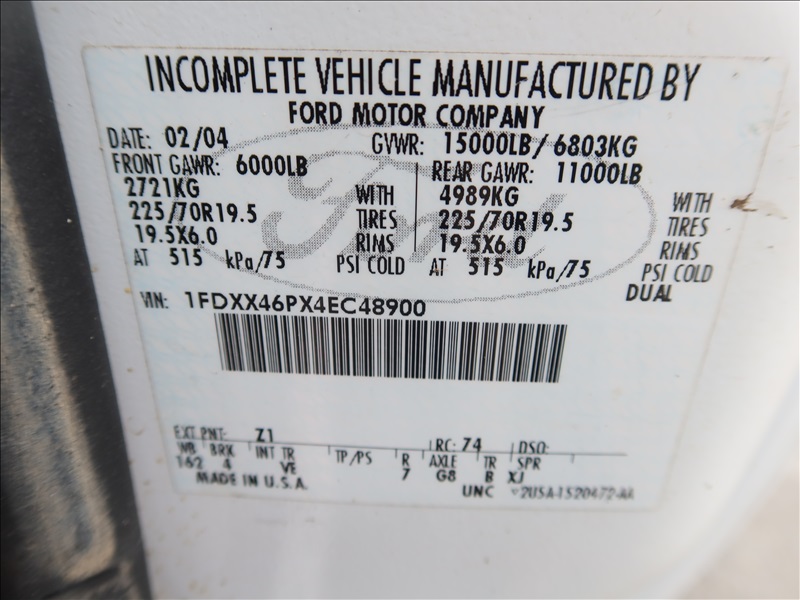 INCOMPLETE VEHICLE MANUFACTURED BY
FORD MOTOR COMPANY
DATE: 02/04 GVWR: 15000LB/ 6803KG
FRONT GAWR: 6000LB REAR GAWR: 11000LB
2721KG WITH 4989KG WITH
225/70R19.5 TIRES 225/70R19.5 TIRES
19.5X6.0 RIMS 19.5X6.0 RIMS
AT 515 kPa/75 PSI COLD AT 515 kPa/75 PSI COLD
DUAL
VIN: 1FDXX46PX4EC48900
Ford
EXT PNT: Z1 RC: 74 DSO:
WB BRK INT TR TP/PS R AXLE TR SPR
162 4 VE 7 G8 B XJ
MADE IN U.S.A. UNC